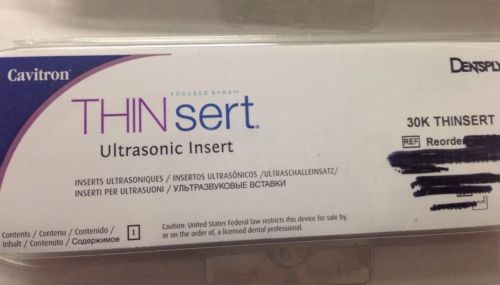 Cavitron®
DENTSPLY
FOCUSED SPRAY®
THINsert®
Ultrasonic Insert
30K THINSERT
REF Reorder
INSERTS ULTRASONIQUES / INSERTOS ULTRASÓNICOS / ULTRASCHALLEINSATZ/
INSERTI PER ULTRASUONI / УЛЬТРАЗВУКОВЫЕ ВСТАВКИ
Contents / Contenu / Contenido /
Inhalt / Contenuto / Содержимое
1
Caution: United States Federal law restricts this device for sale by,
or on the order of, a licensed dental professional.